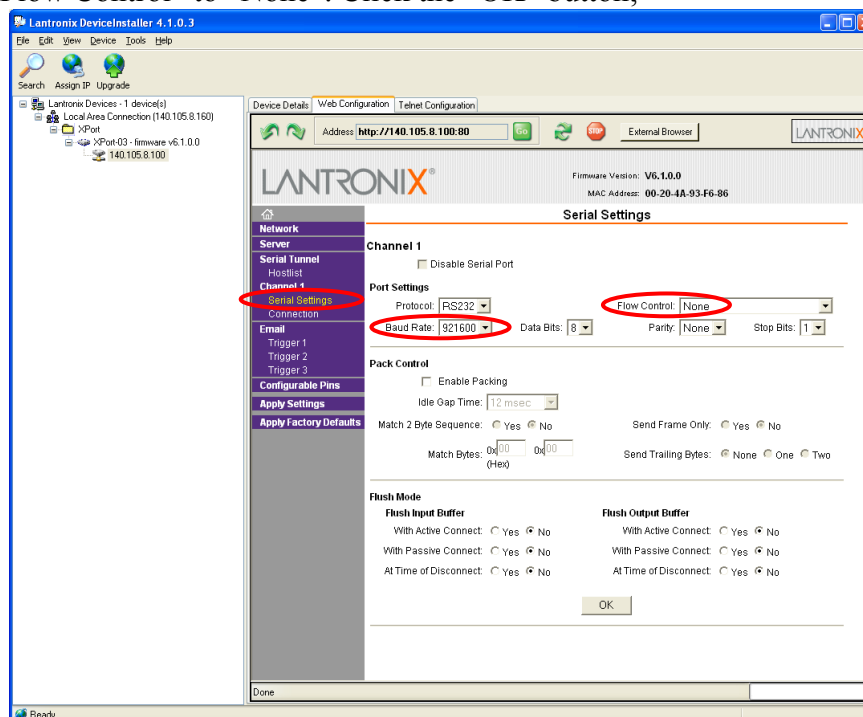 Flow Control" to "None". Click the "OK" button;
Lantronix DeviceInstaller 4.1.0.3
File Edit View Device Tools Help
Search Assign IP Upgrade
Lantronix Devices - 1 device(s)
Local Area Connection (140.105.8.160)
XPort
XPort-03 - firmware v6.1.0.0
140.105.8.100
Device Details Web Configuration Telnet Configuration
Address http://140.105.8.100:80 Go STOP External Browser LANTRONIX
LANTRONIX®
Firmware Version: V6.1.0.0
MAC Address: 00-20-4A-93-F6-86
Network
Server
Serial Tunnel
Hostlist
Channel 1
Serial Settings
Connection
Email
Trigger 1
Trigger 2
Trigger 3
Configurable Pins
Apply Settings
Apply Factory Defaults
Serial Settings
Channel 1
Disable Serial Port
Port Settings
Protocol: RS232 Flow Control: None
Baud Rate: 921600 Data Bits: 8 Parity: None Stop Bits: 1
Pack Control
Enable Packing
Idle Gap Time: 12 msec
Match 2 Byte Sequence: Yes No Send Frame Only: Yes No
Match Bytes: 0x 00 0x 00 Send Trailing Bytes: None One Two
(Hex)
Flush Mode
Flush Input Buffer Flush Output Buffer
With Active Connect: Yes No With Active Connect: Yes No
With Passive Connect: Yes No With Passive Connect: Yes No
At Time of Disconnect: Yes No At Time of Disconnect: Yes No
OK
Done
Ready